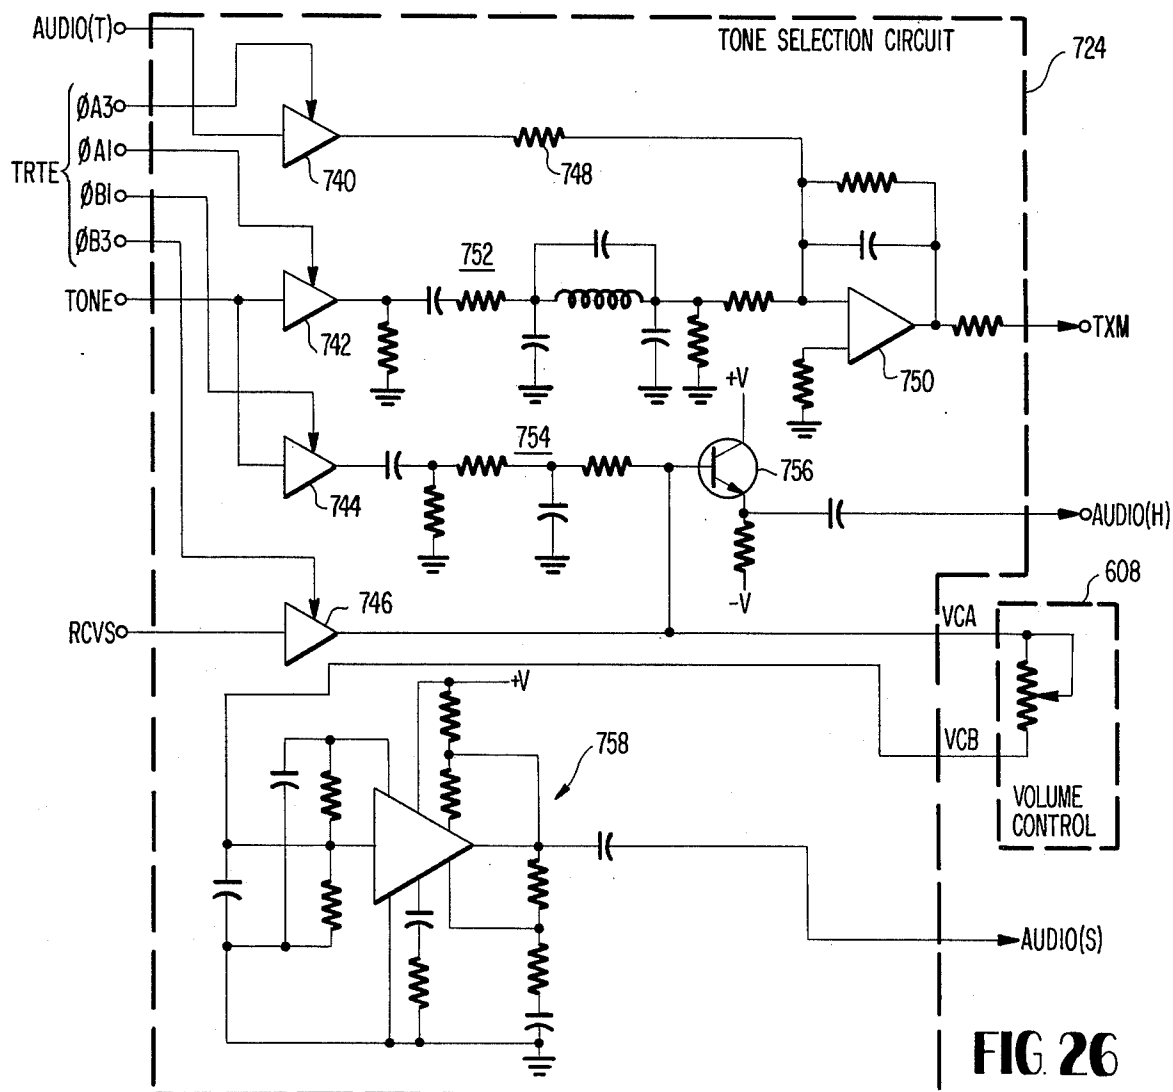 AUDIO(T)
TONE SELECTION CIRCUIT
724
ØA3
ØA1
TRTE
ØB1
ØB3
740
748
752
TONE
742
TXM
750
+V
754
756
744
AUDIO(H)
-V
608
746
RCVS
VCA
+V
VCB
758
VOLUME
CONTROL
AUDIO(S)
FIG. 26